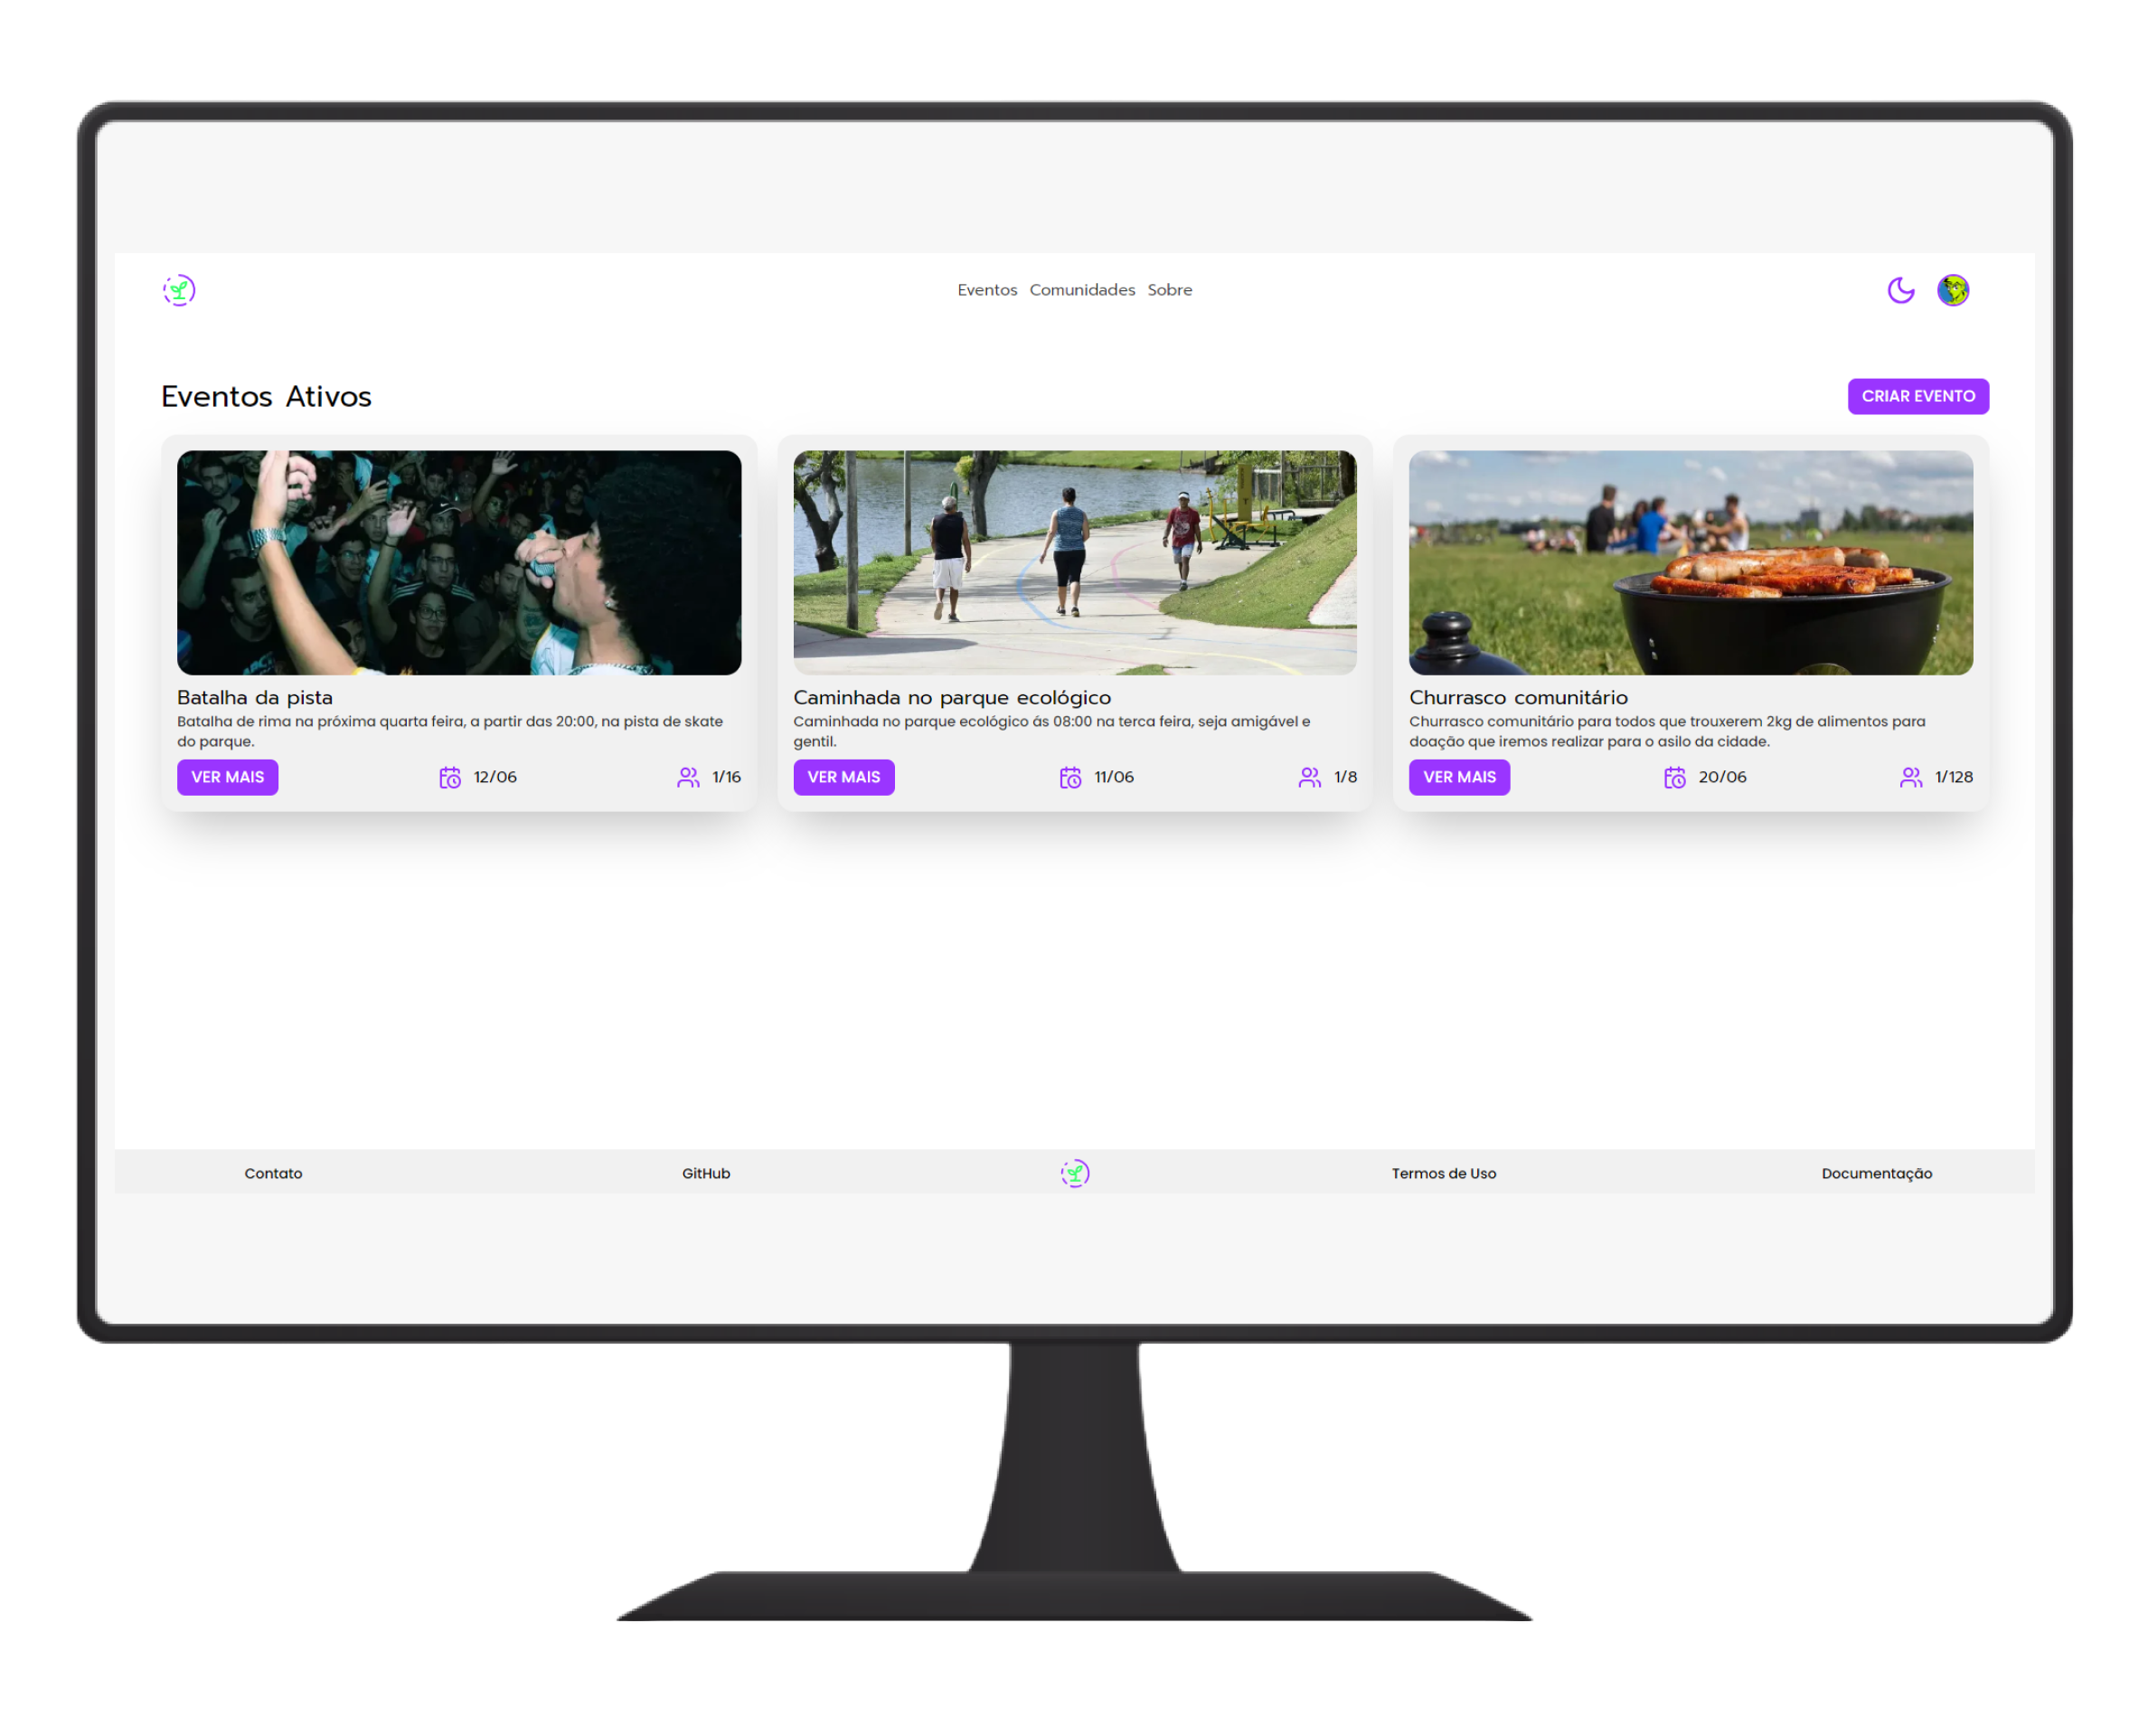 Eventos Comunidades Sobre
Eventos Ativos
CRIAR EVENTO
Batalha da pista
Batalha de rima na próxima quarta feira, a partir das 20:00, na pista de skate
do parque.
VER MAIS 12/06 1/16
Caminhada no parque ecológico
Caminhada no parque ecológico ás 08:00 na terca feira, seja amigável e
gentil.
VER MAIS 11/06 1/8
Churrasco comunitário
Churrasco comunitário para todos que trouxerem 2kg de alimentos para
doação que iremos realizar para o asilo da cidade.
VER MAIS 20/06 1/128
Contato GitHub Termos de Uso Documentação